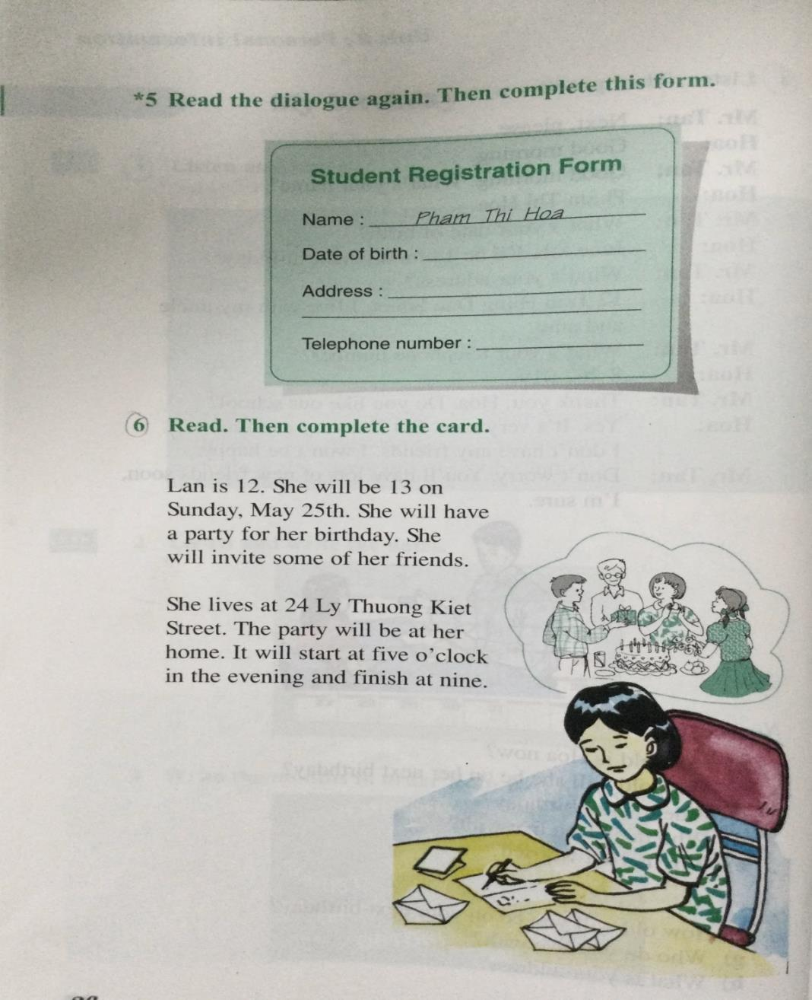 *5 Read the dialogue again. Then complete this form.
Student Registration Form
Name : Pham Thi Hoa
Date of birth :
Address :
Telephone number :
6 Read. Then complete the card.
Lan is 12. She will be 13 on
Sunday, May 25th. She will have
a party for her birthday. She
will invite some of her friends.
She lives at 24 Ly Thuong Kiet
Street. The party will be at her
home. It will start at five o’clock
in the evening and finish at nine.